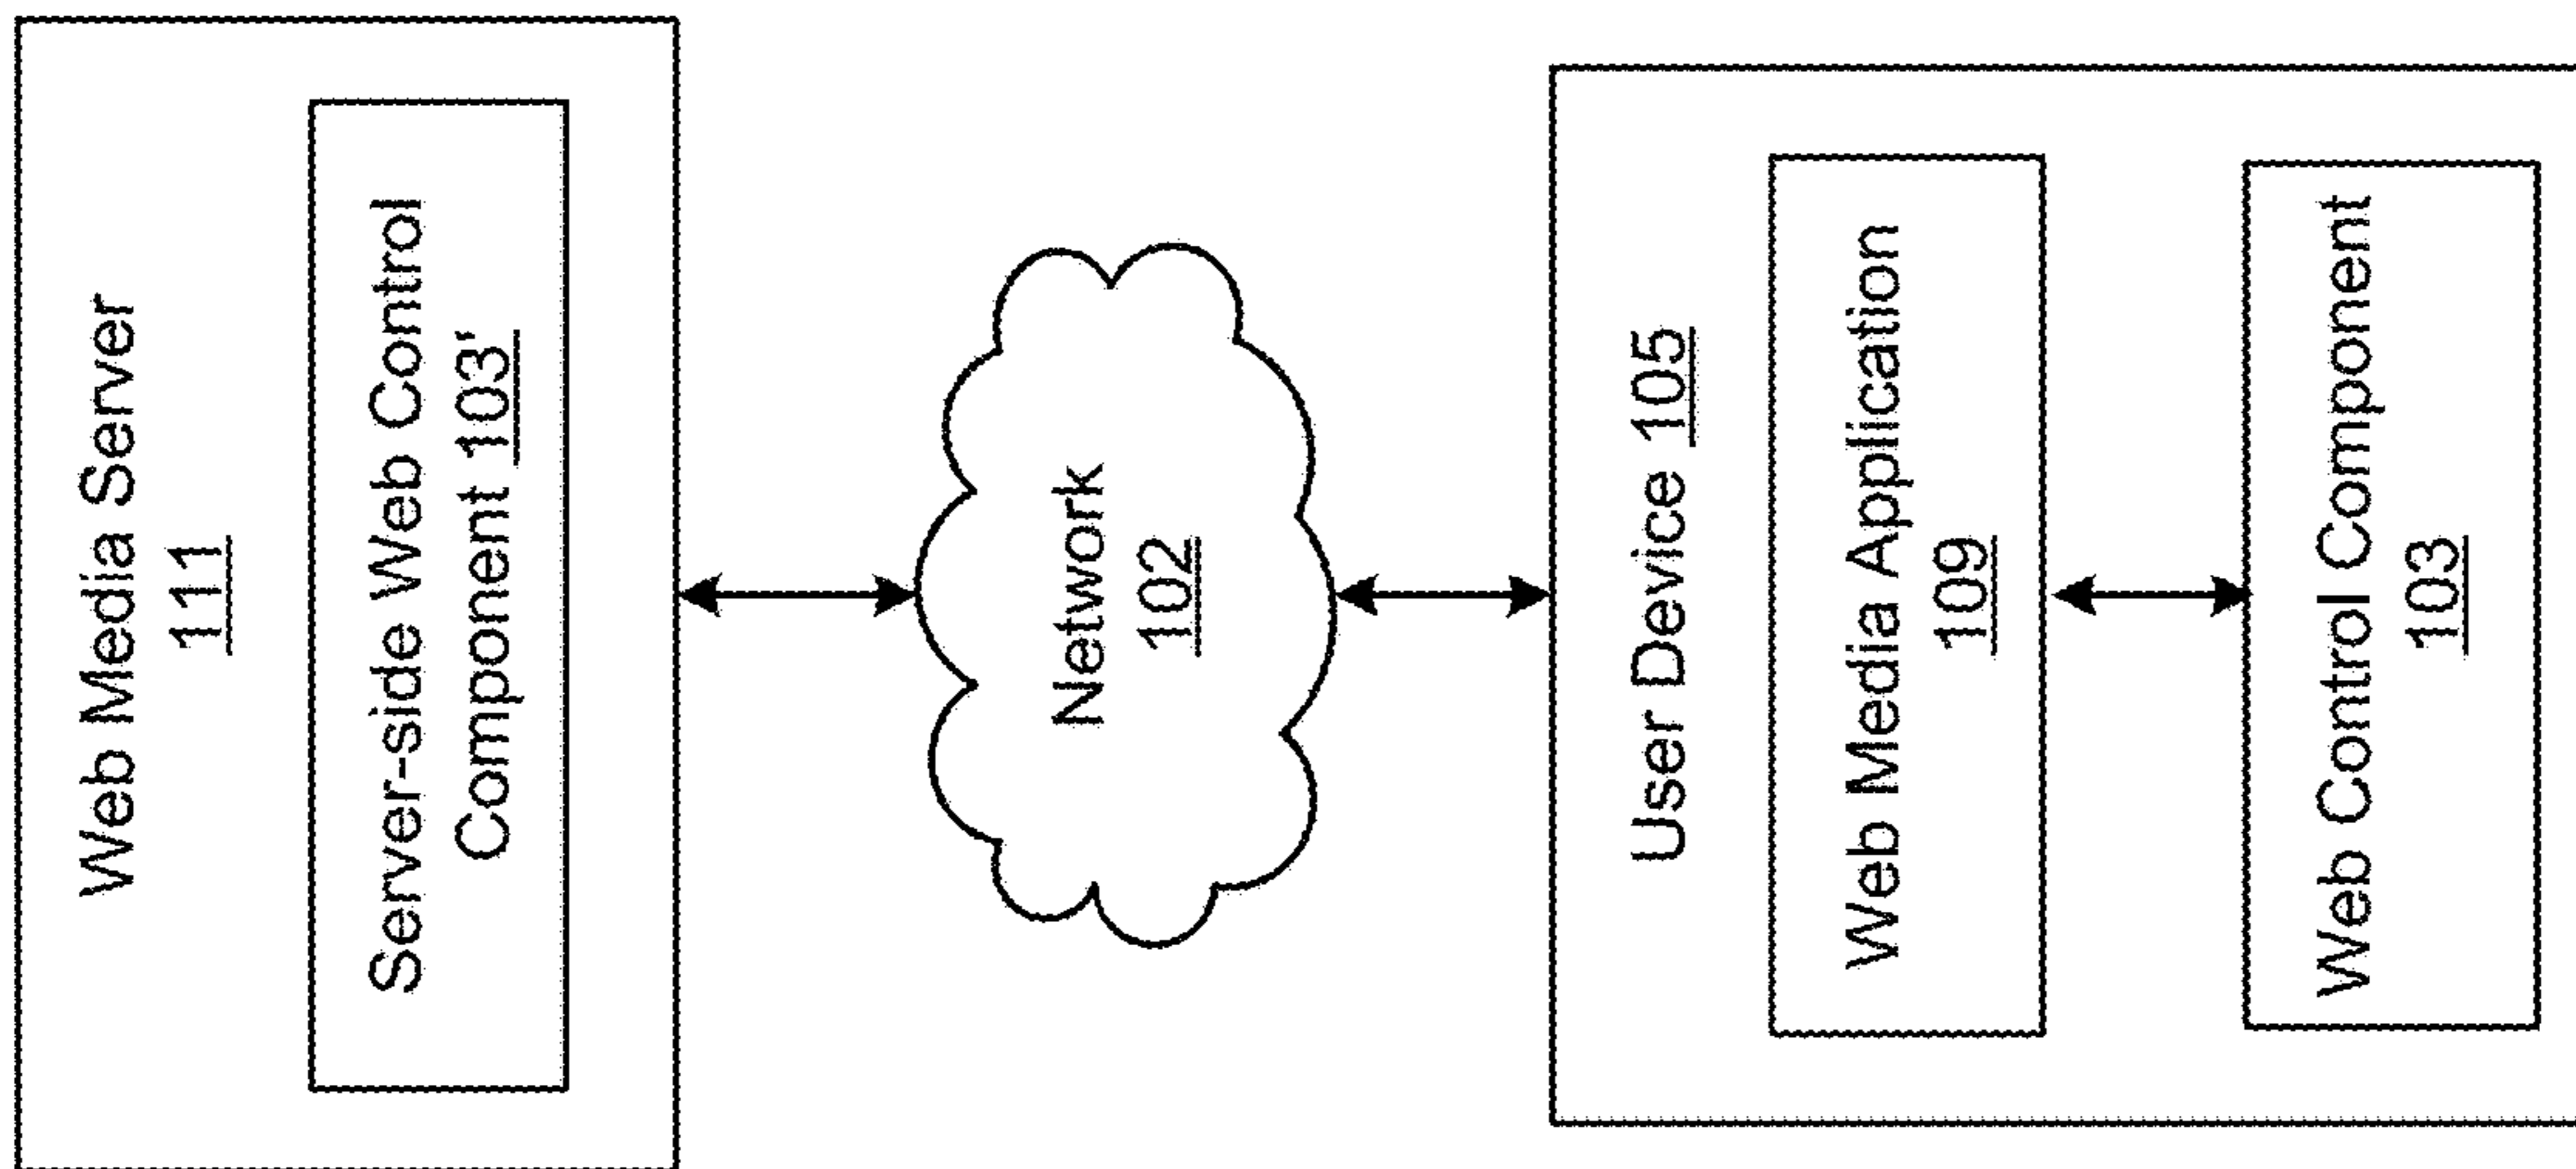 Web Media Server
111
Server-side Web Control
Component 103'
Network
102
User Device 105
Web Media Application
109
Web Control Component
103